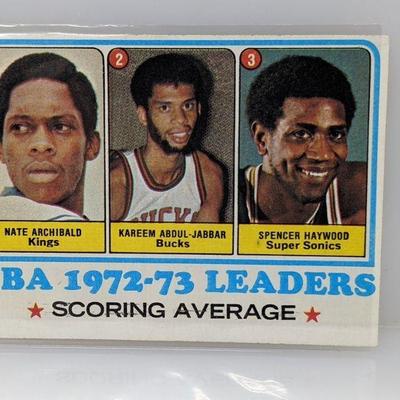 2
3
NATE ARCHIBALD
Kings
KAREEM ABDUL-JABBAR
Bucks
SPENCER HAYWOOD
Super Sonics
BA 1972-73 LEADERS
SCORING AVERAGE